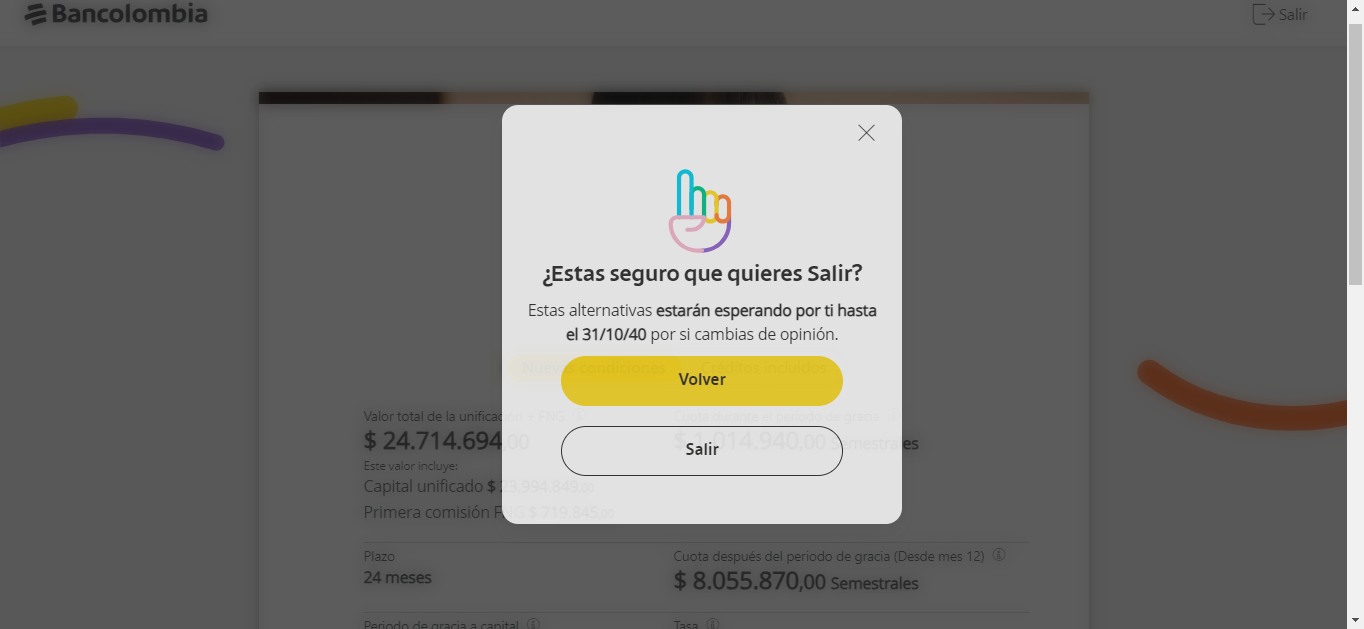 Bancolombia
Salir
¿Estas seguro que quieres Salir?
Estas alternativas estarán esperando por ti hasta
el 31/10/40 por si cambias de opinión.
Nuevas condiciones
Créditos incluidos
Volver
Valor total de la unificación + FNG
Cuota durante el periodo de gracia
$ 24.714.694,00
$ 1.014.940,00 Semestrales
Salir
Este valor incluye:
Capital unificado $ 23.994.849,00
Primera comisión FNG $ 719.845,00
Plazo
Cuota después del periodo de gracia (Desde mes 12)
24 meses
$ 8.055.870,00 Semestrales
Periodo de gracia a capital
Tasa